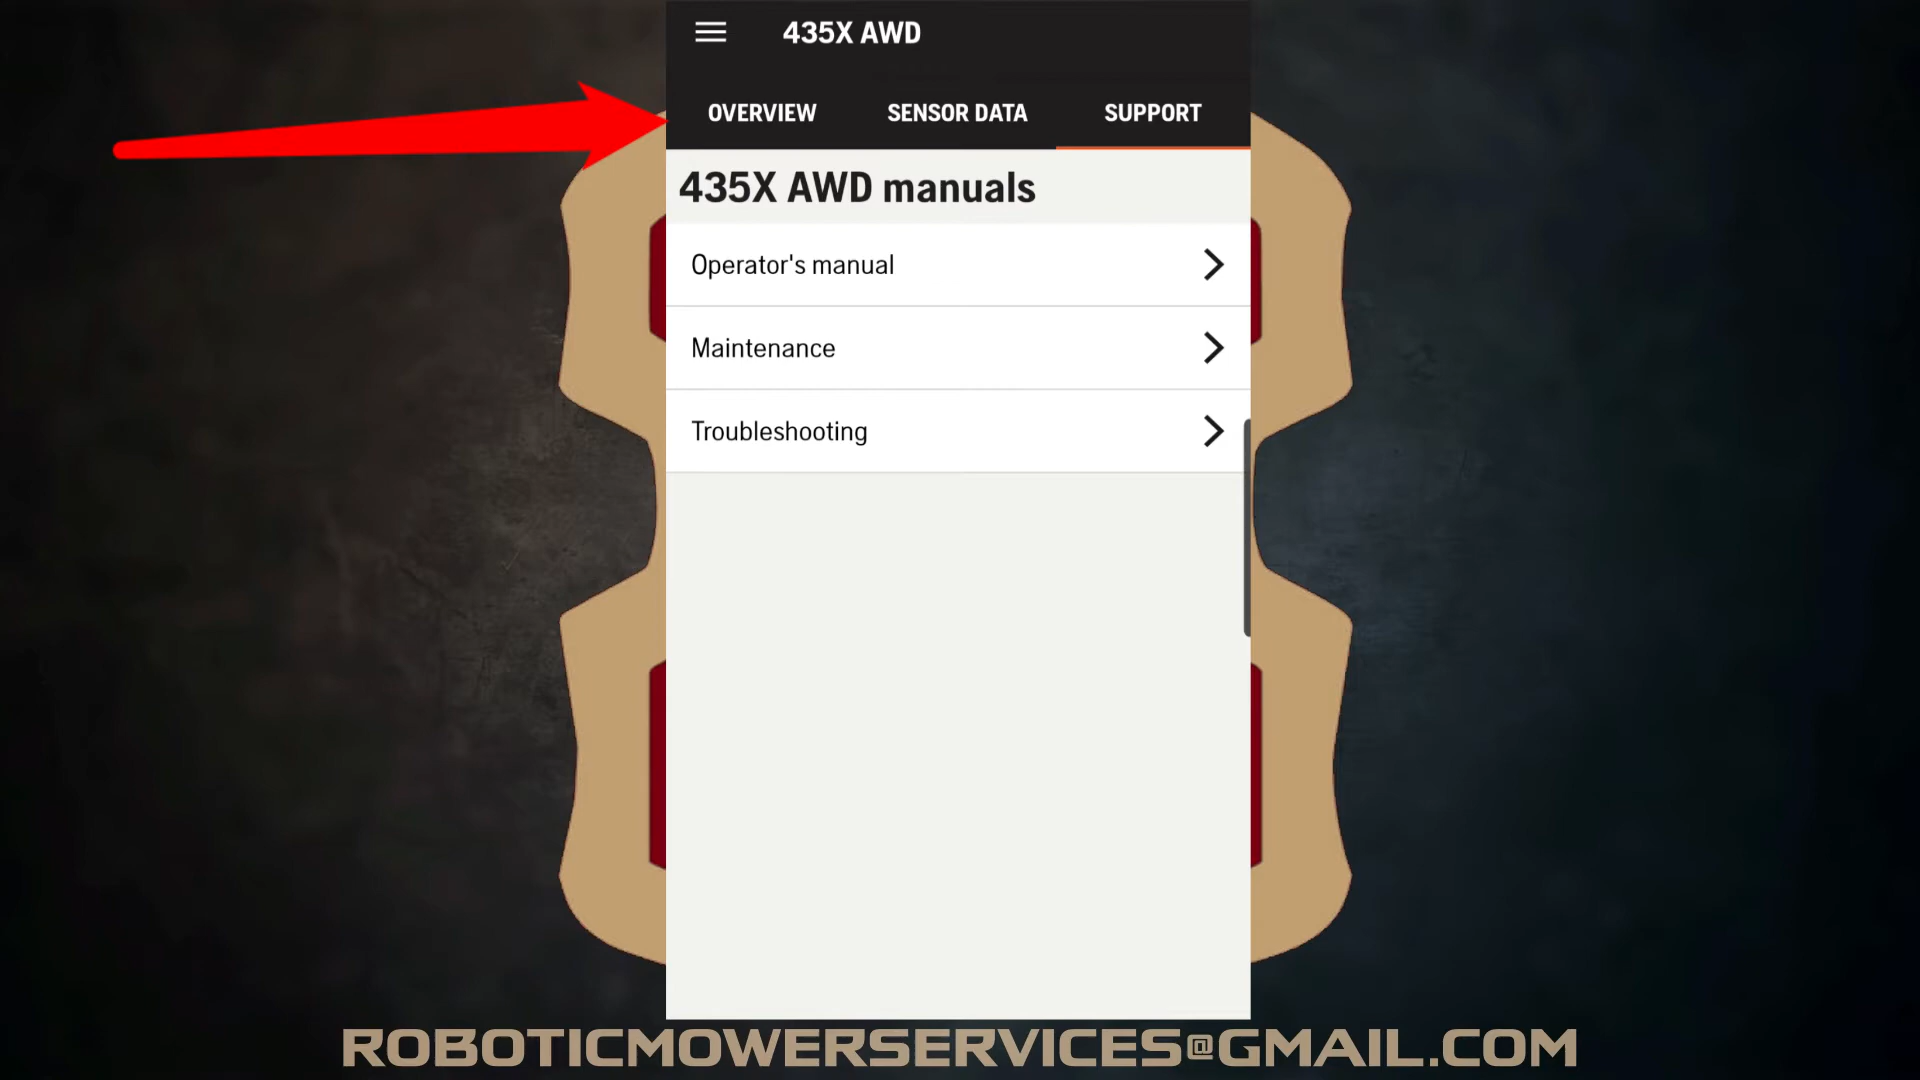 435X AWD
OVERVIEW SENSOR DATA SUPPORT
435X AWD manuals
Operator's manual
Maintenance
Troubleshooting
ROBOTICMOWERSERVICES@GMAIL.COM